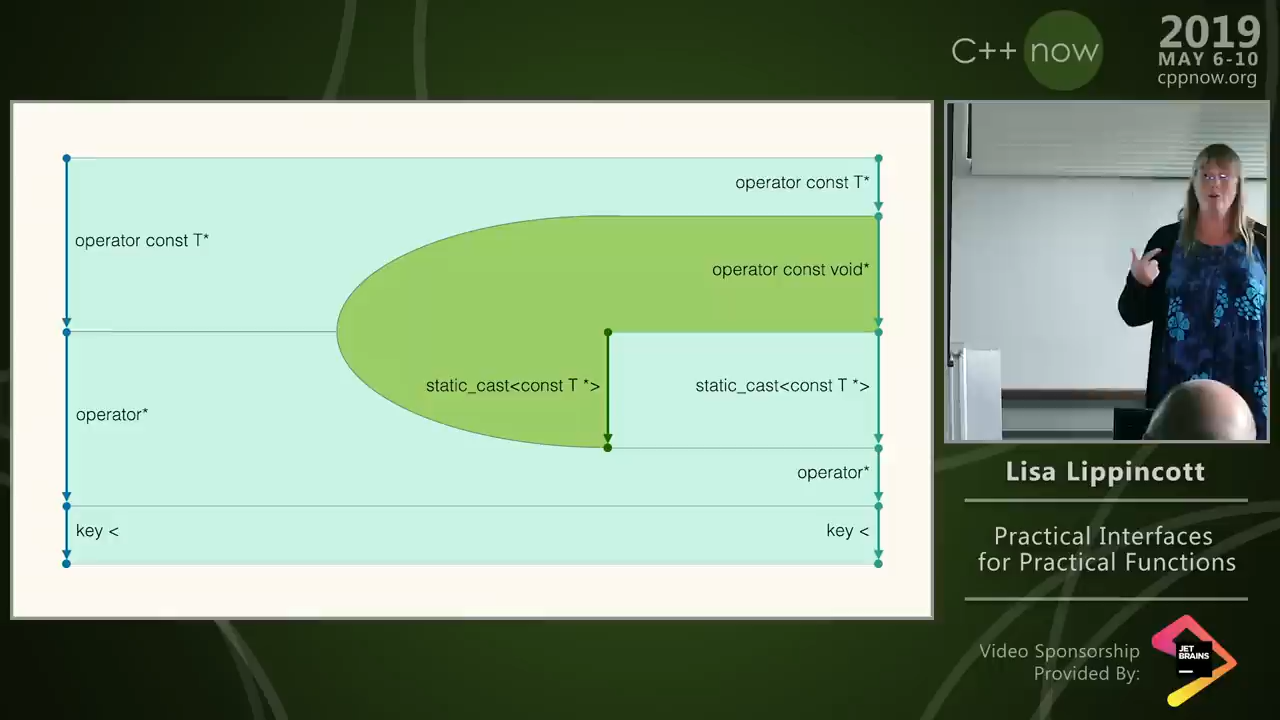 C++ now
2019
MAY 6-10
cppnow.org
operator const T*
operator const T*
operator const void*
static_cast<const T *>
static_cast<const T *>
operator*
operator*
key <
key <
Lisa Lippincott
Practical Interfaces
for Practical Functions
Video Sponsorship
Provided By:
JET
BRAINS